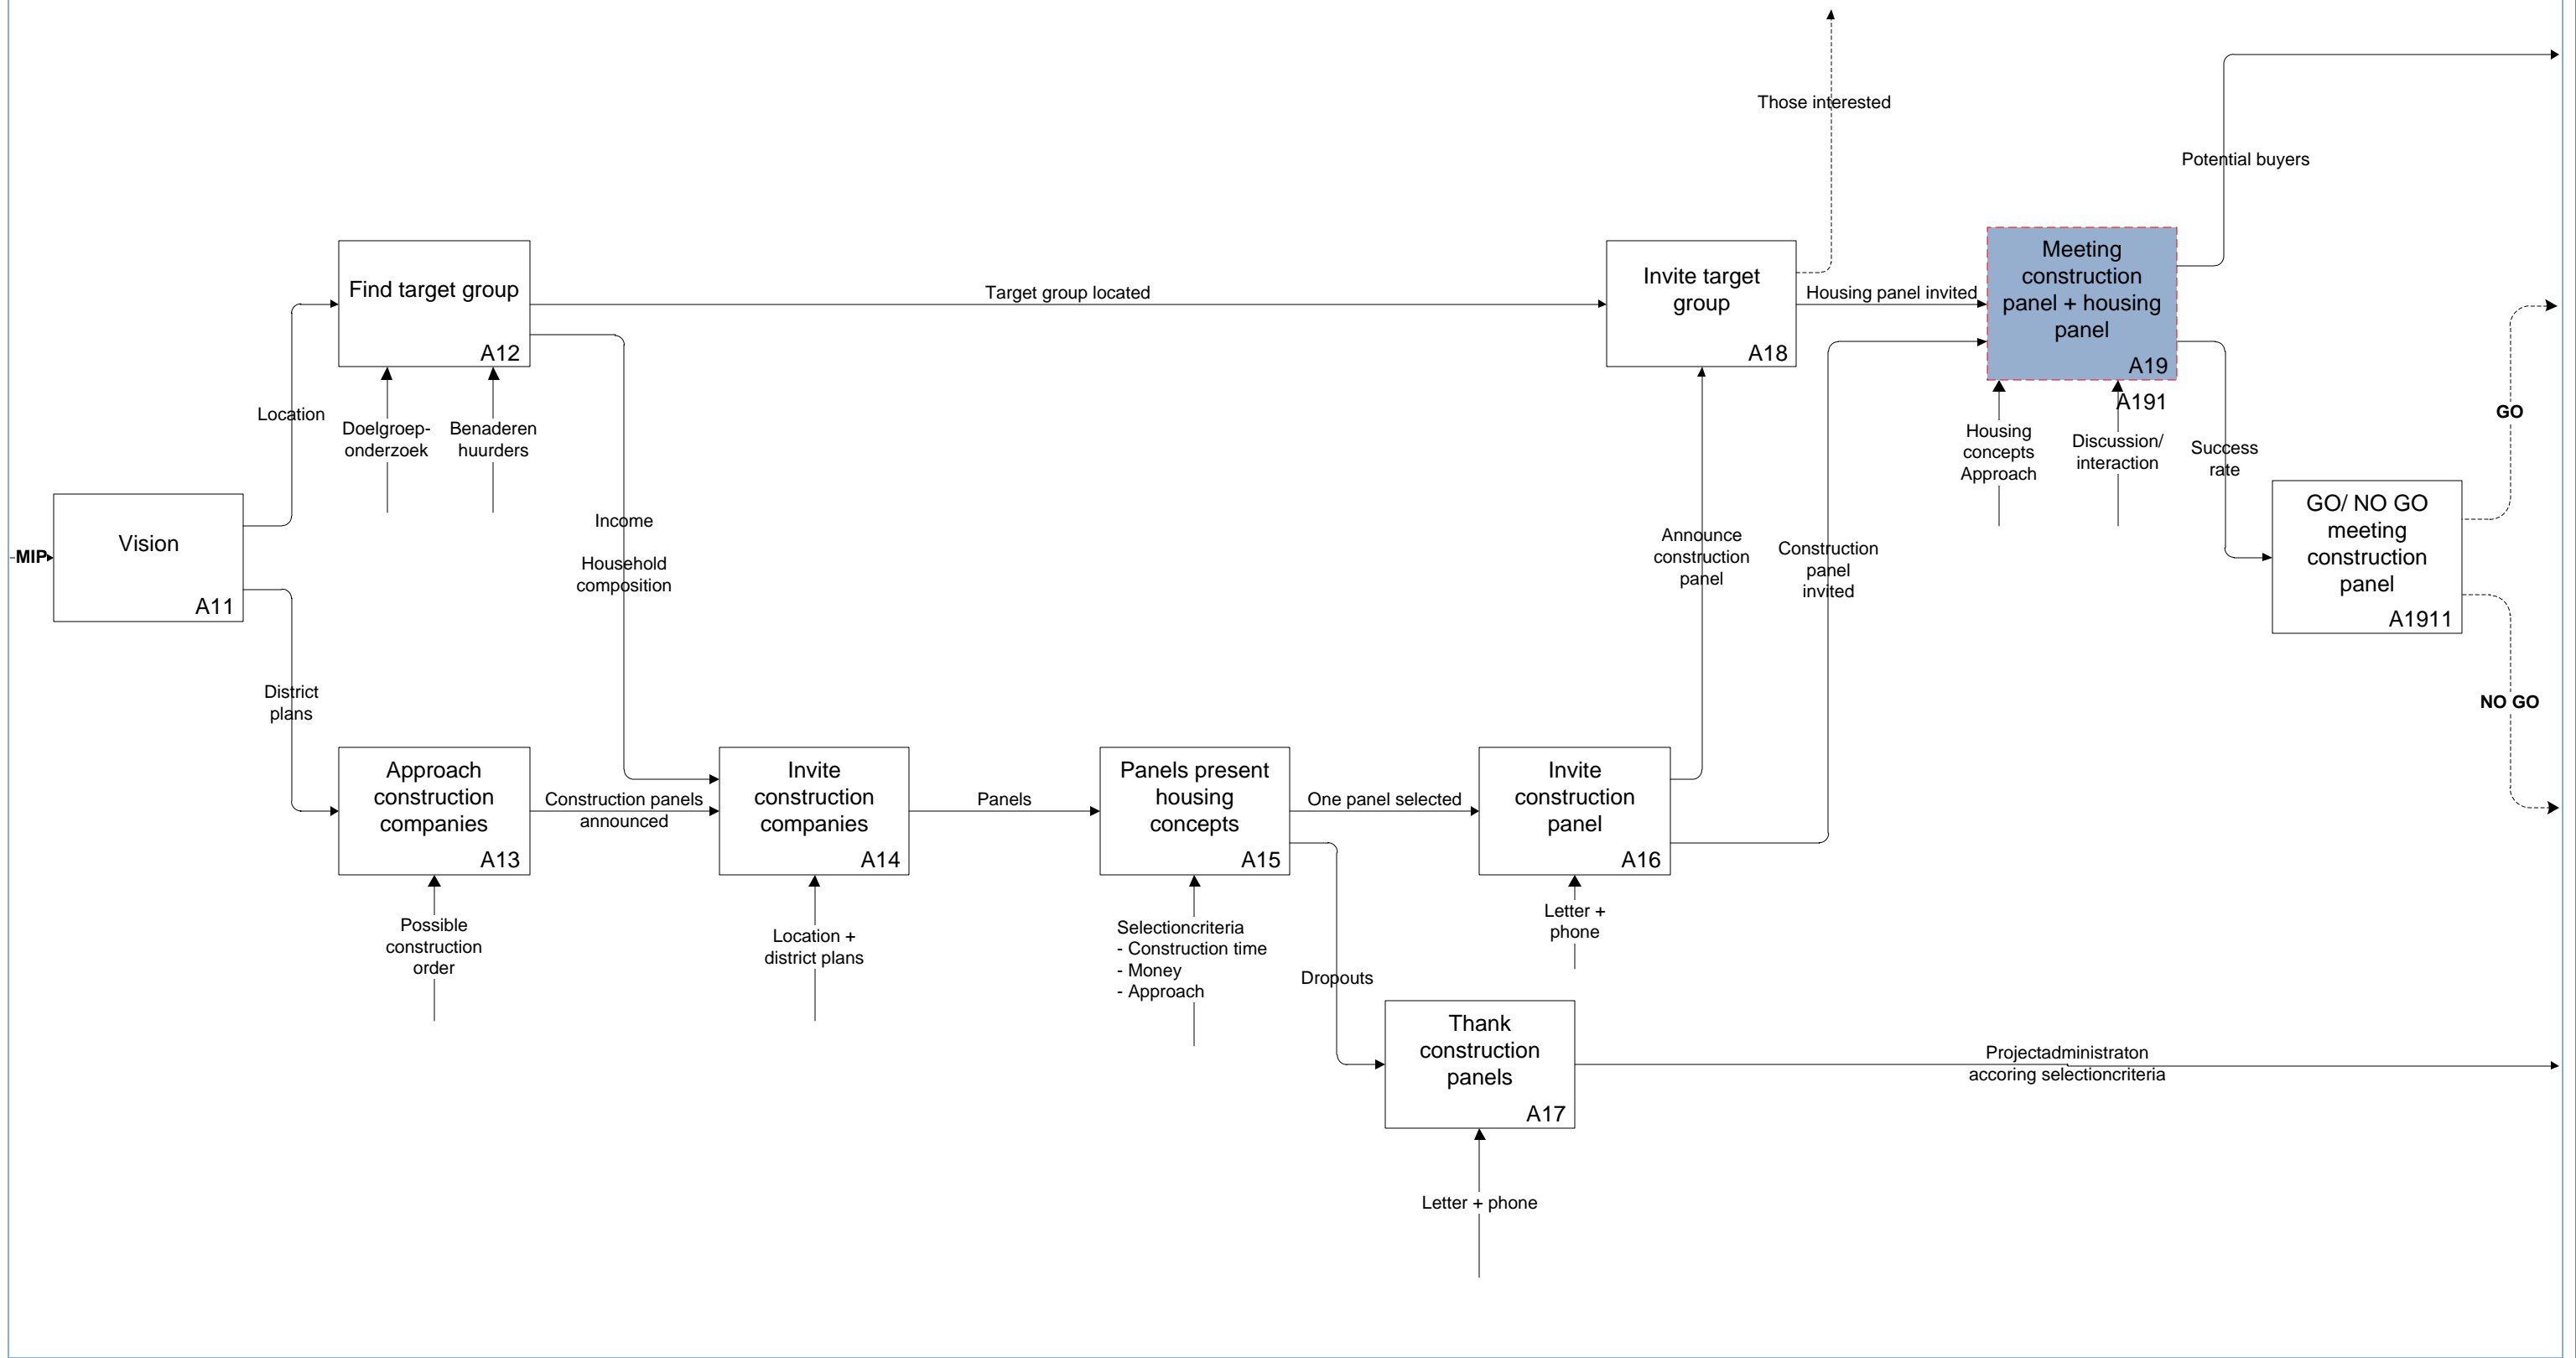 Those interested
Potential buyers
Find target group
A12
Target group located
Invite target
group
A18
Housing panel invited
Meeting
construction
panel + housing
panel
A19
A191
Location
Doelgroep-
onderzoek
Benaderen
huurders
Housing
concepts
Approach
Discussion/
interaction
Success
rate
GO
MIP
Vision
A11
Income
Household
composition
Announce
construction
panel
Construction
panel
invited
GO/ NO GO
meeting
construction
panel
A1911
District
plans
NO GO
Approach
construction
companies
A13
Construction panels
announced
Invite
construction
companies
A14
Panels
Panels present
housing
concepts
A15
One panel selected
Invite
construction
panel
A16
Possible
construction
order
Location +
district plans
Selectioncriteria
- Construction time
- Money
- Approach
Letter +
phone
Dropouts
Thank
construction
panels
A17
Projectadministraton
accoring selectioncriteria
Letter + phone